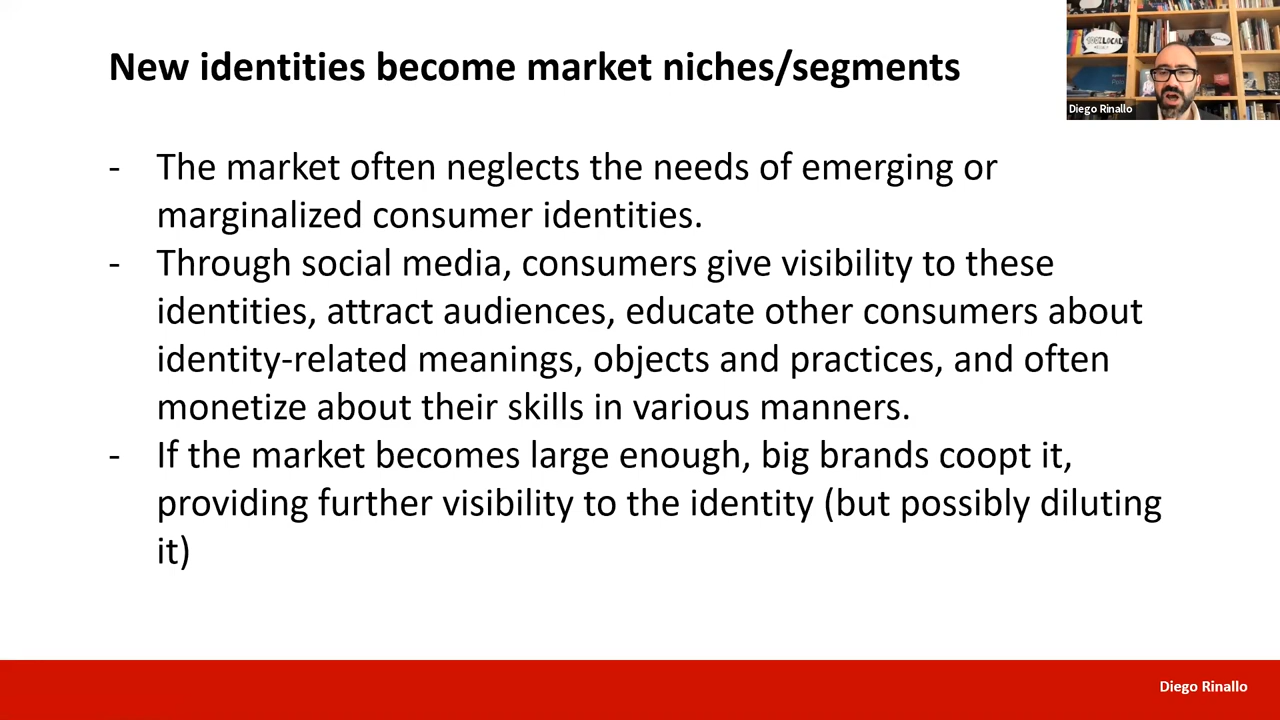 New identities become market niches/segments
Diego Rinallo
- The market often neglects the needs of emerging or
marginalized consumer identities.
- Through social media, consumers give visibility to these
identities, attract audiences, educate other consumers about
identity-related meanings, objects and practices, and often
monetize about their skills in various manners.
- If the market becomes large enough, big brands coopt it,
providing further visibility to the identity (but possibly diluting
it)
Diego Rinallo